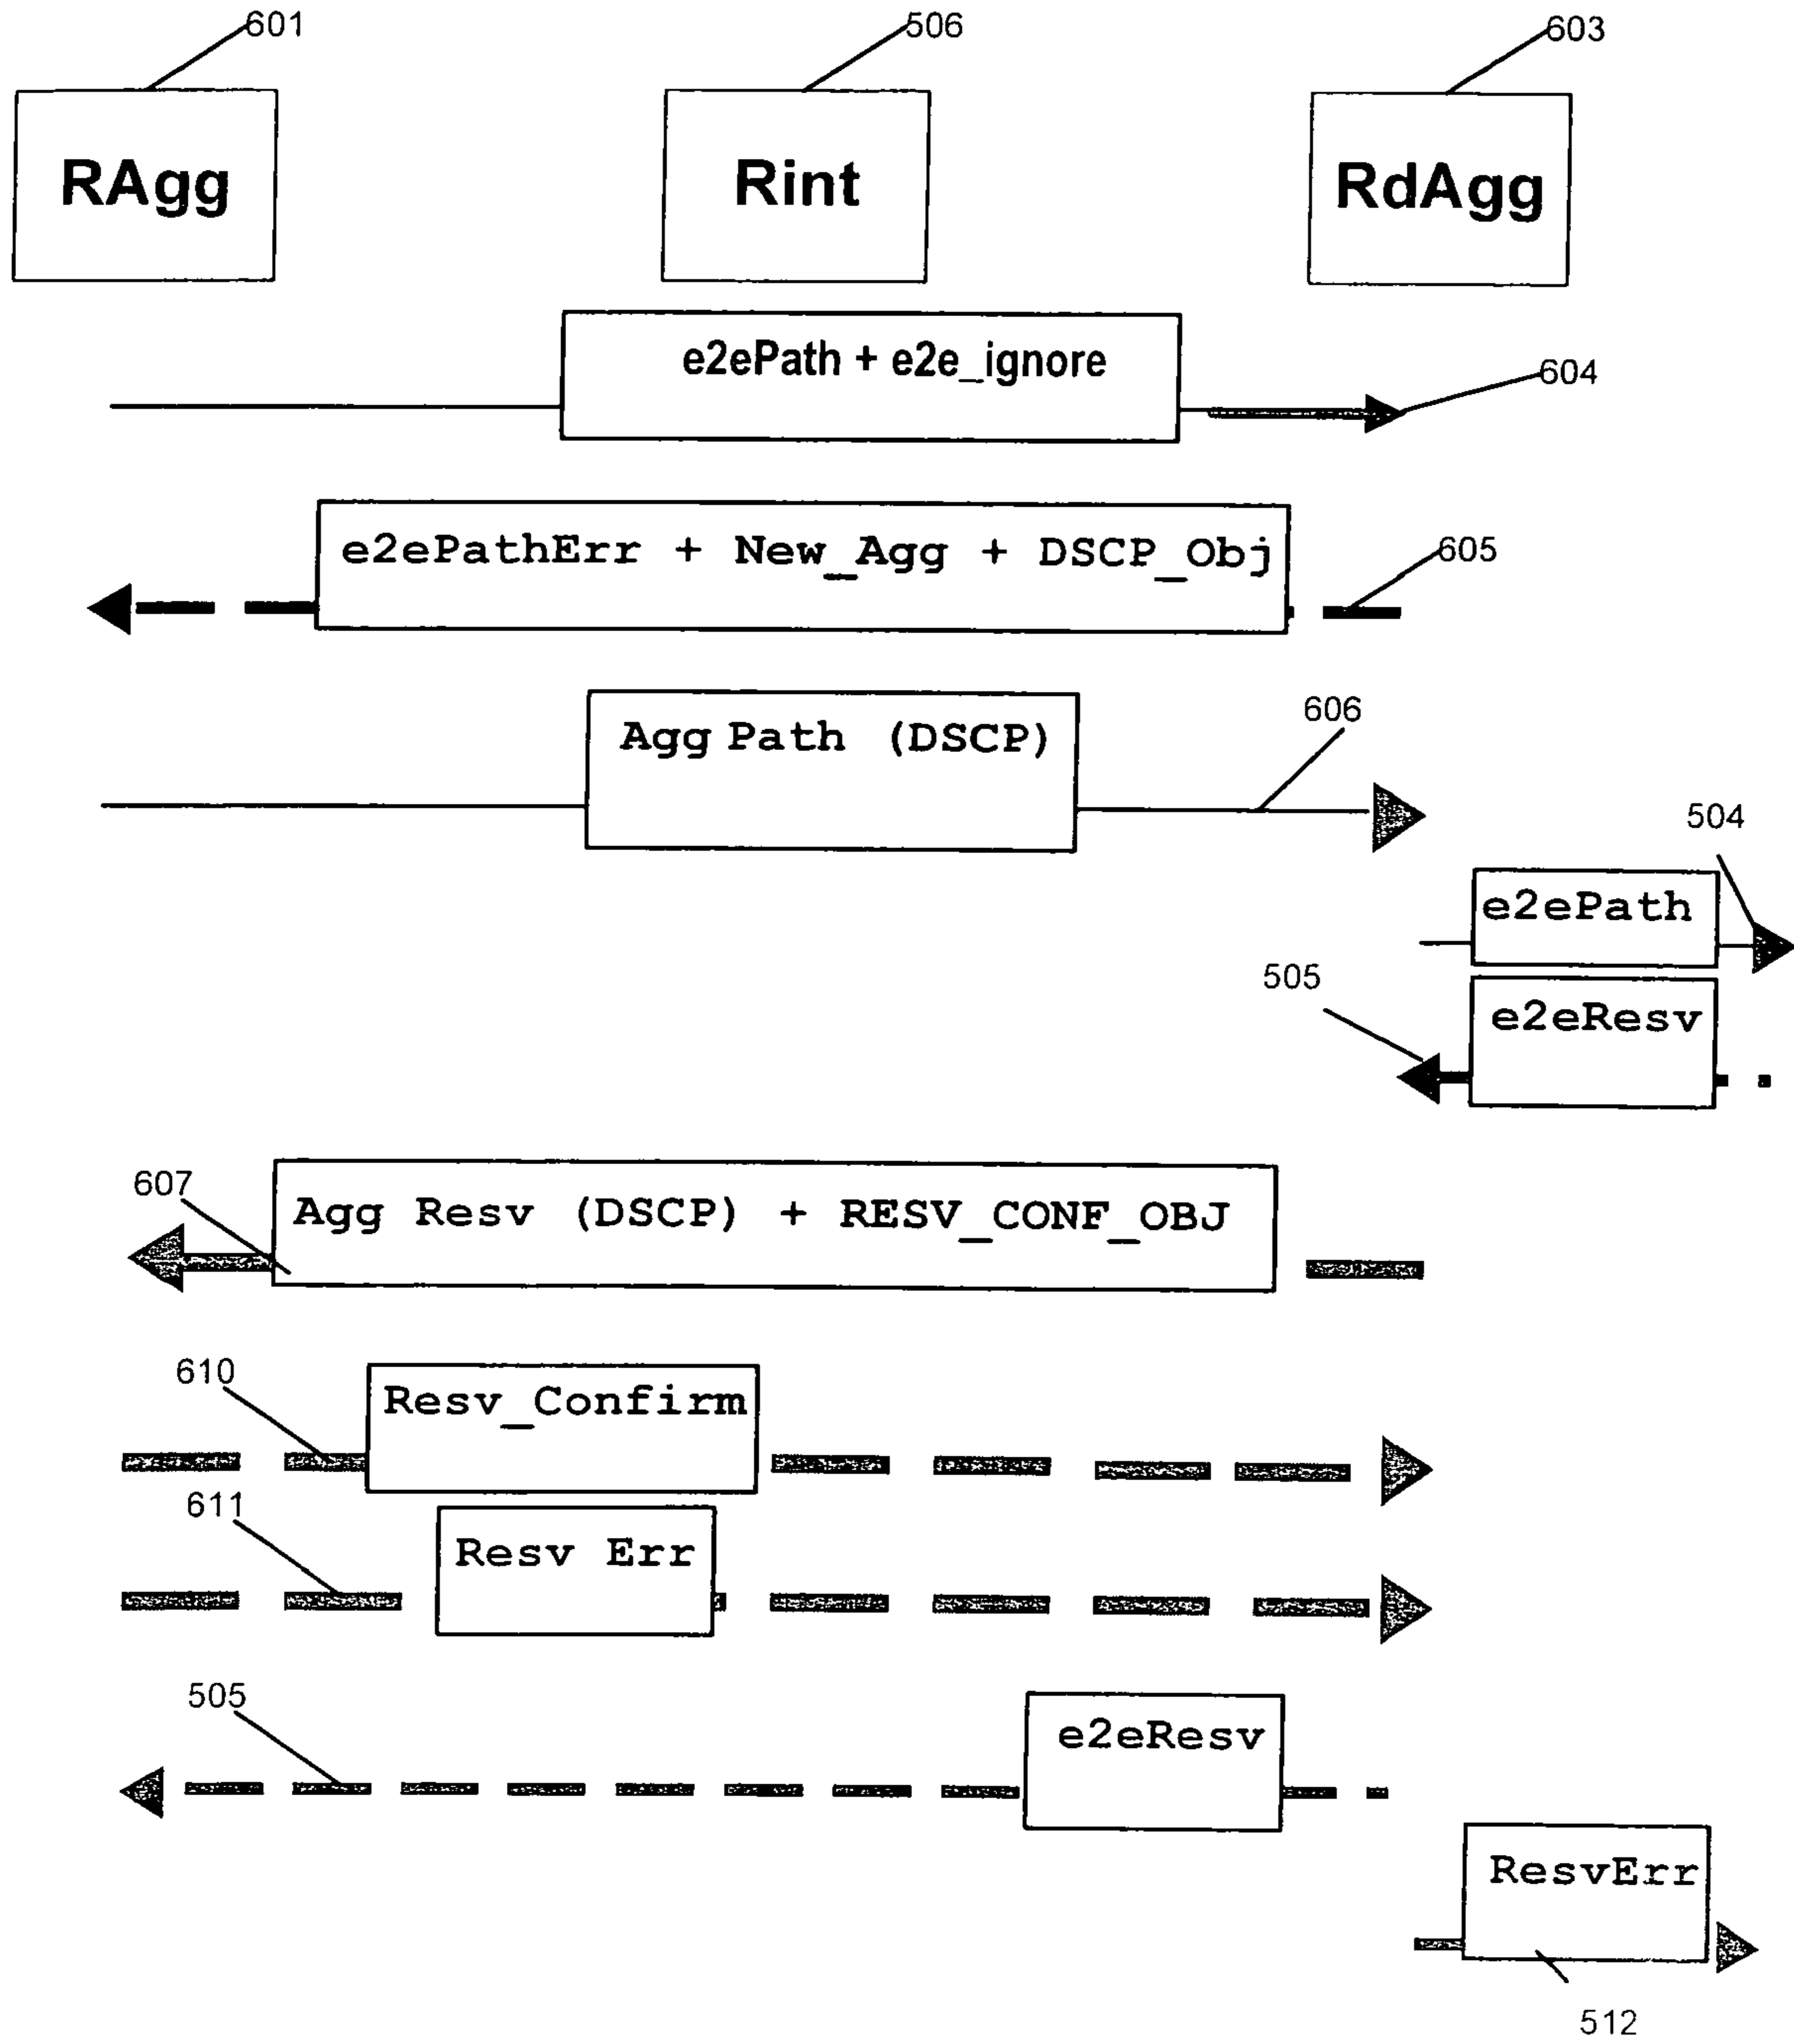 601
506
603
RAgg
Rint
RdAgg
e2ePath + e2e_ignore
604
e2ePathErr + New_Agg + DSCP_Obj
605
Agg Path (DSCP)
606
504
e2ePath
505
e2eResv
607
Agg Resv (DSCP) + RESV_CONF_OBJ
610
Resv_Confirm
611
Resv Err
505
e2eResv
ResvErr
512